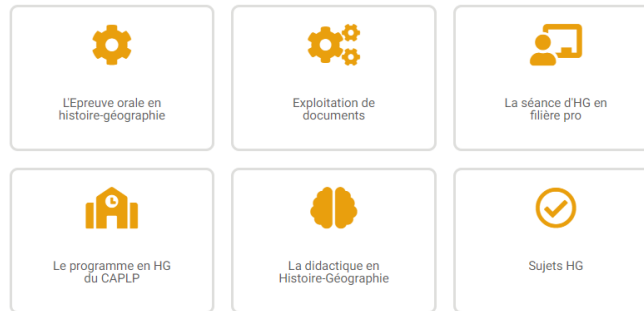 L'Epreuve orale en
histoire-géographie
Exploitation de
documents
La séance d'HG en
filière pro
Le programme en HG
du CAPLP
La didactique en
Histoire-Géographie
Sujets HG